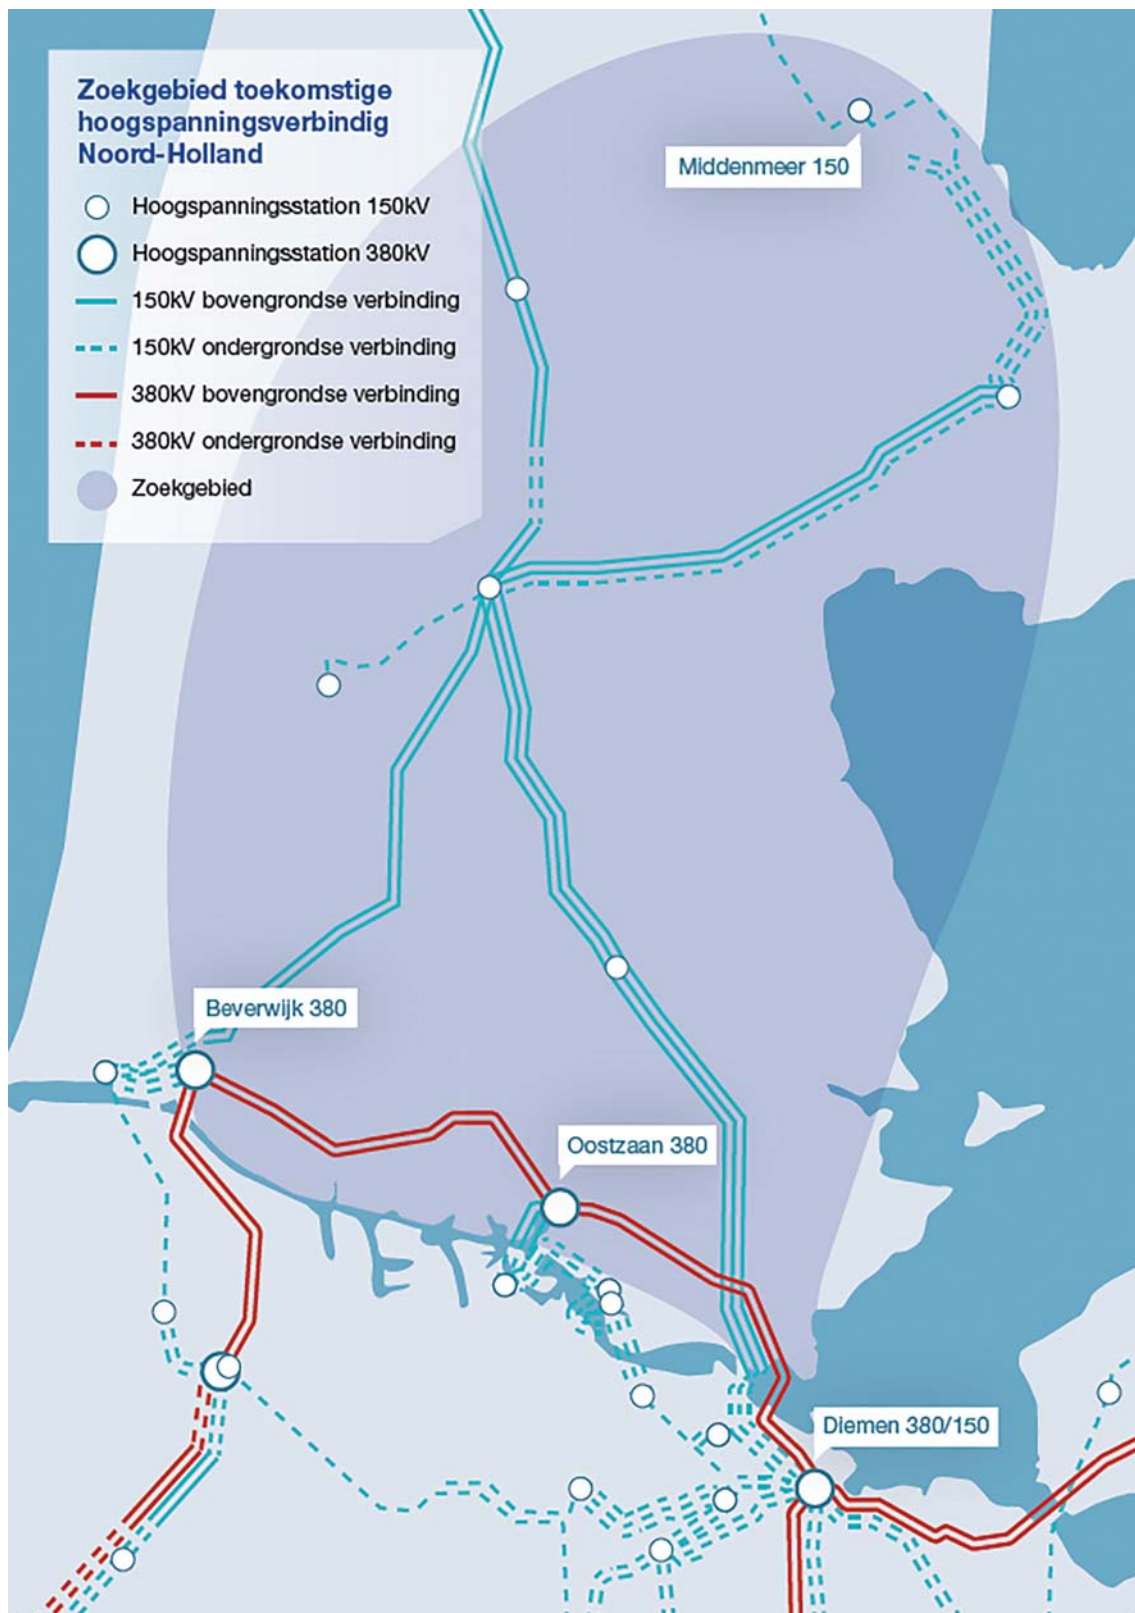 Zoekgebied toekomstige
hoogspanningsverbindig
Noord-Holland
Hoogspanningsstation 150kV
Hoogspanningsstation 380kV
150kV bovengrondse verbinding
150kV ondergrondse verbinding
380kV bovengrondse verbinding
380kV ondergrondse verbinding
Zoekgebied
Middenmeer 150
Beverwijk 380
Oostzaan 380
Diemen 380/150